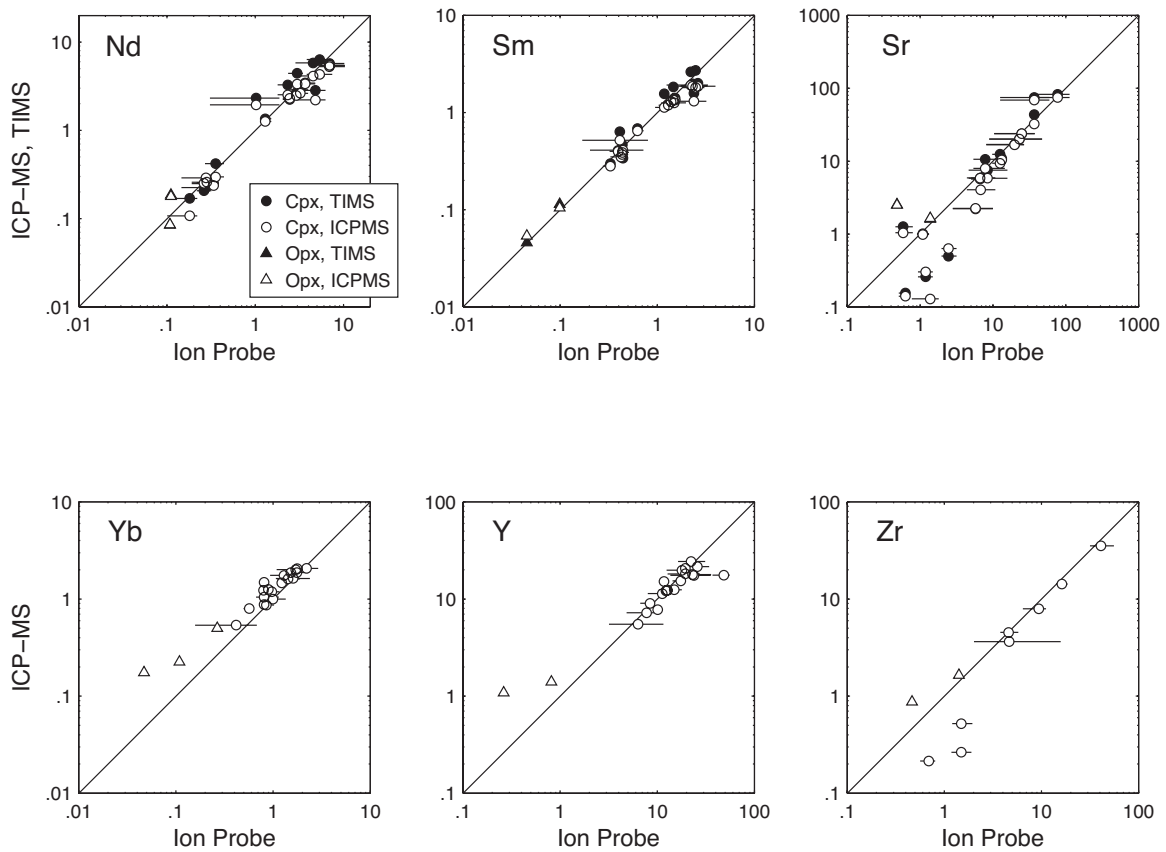 Nd
10
1
.1
.01
.01
.1
1
10
Ion Probe
ICP–MS, TIMS
Cpx, TIMS
Cpx, ICPMS
Opx, TIMS
Opx, ICPMS
Sm
10
1
.1
.01
.01
.1
1
10
Ion Probe
Sr
1000
100
10
1
.1
.1
1
10
100
1000
Ion Probe
Yb
10
1
.1
.01
.01
.1
1
10
Ion Probe
ICP–MS
Y
100
10
1
.1
.1
1
10
100
Ion Probe
Zr
100
10
1
.1
.1
1
10
100
Ion Probe